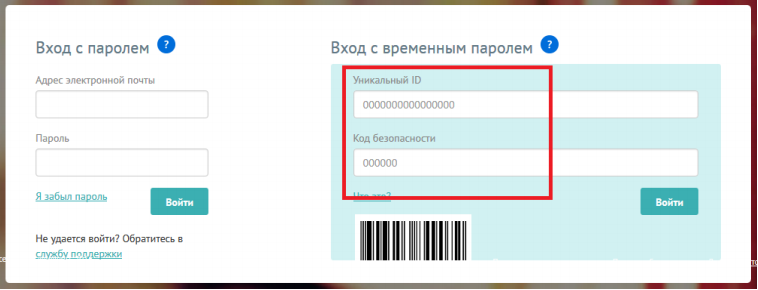 Вход с паролем ?
Адрес электронной почты
Пароль
Я забыл пароль
Войти
Не удается войти? Обратитесь в
службу поддержки
Вход с временным паролем ?
Уникальный ID
0000000000000000
Код безопасности
000000
Что это?
Войти